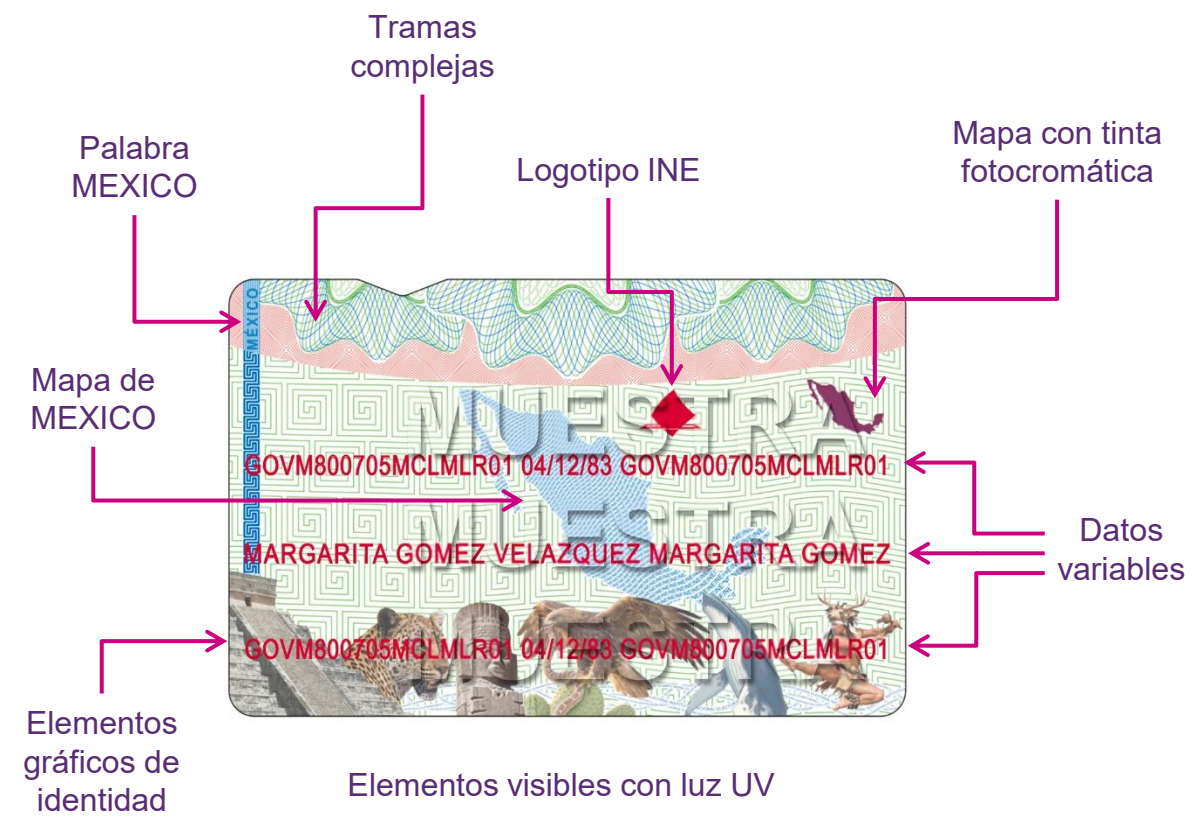 Tramas
complejas
Palabra
MEXICO
Logotipo INE
Mapa con tinta
fotocromática
MÉXICO
Mapa de
MEXICO
MUESTRA
GOVM800705MCLMLR01 04/12/83 GOVM800705MCLMLR01
MUESTRA
MARGARITA GOMEZ VELAZQUEZ MARGARITA GOMEZ
Datos
variables
MUESTRA
GOVM800705MCLMLR01 04/12/83 GOVM800705MCLMLR01
Elementos
gráficos de
identidad
Elementos visibles con luz UV